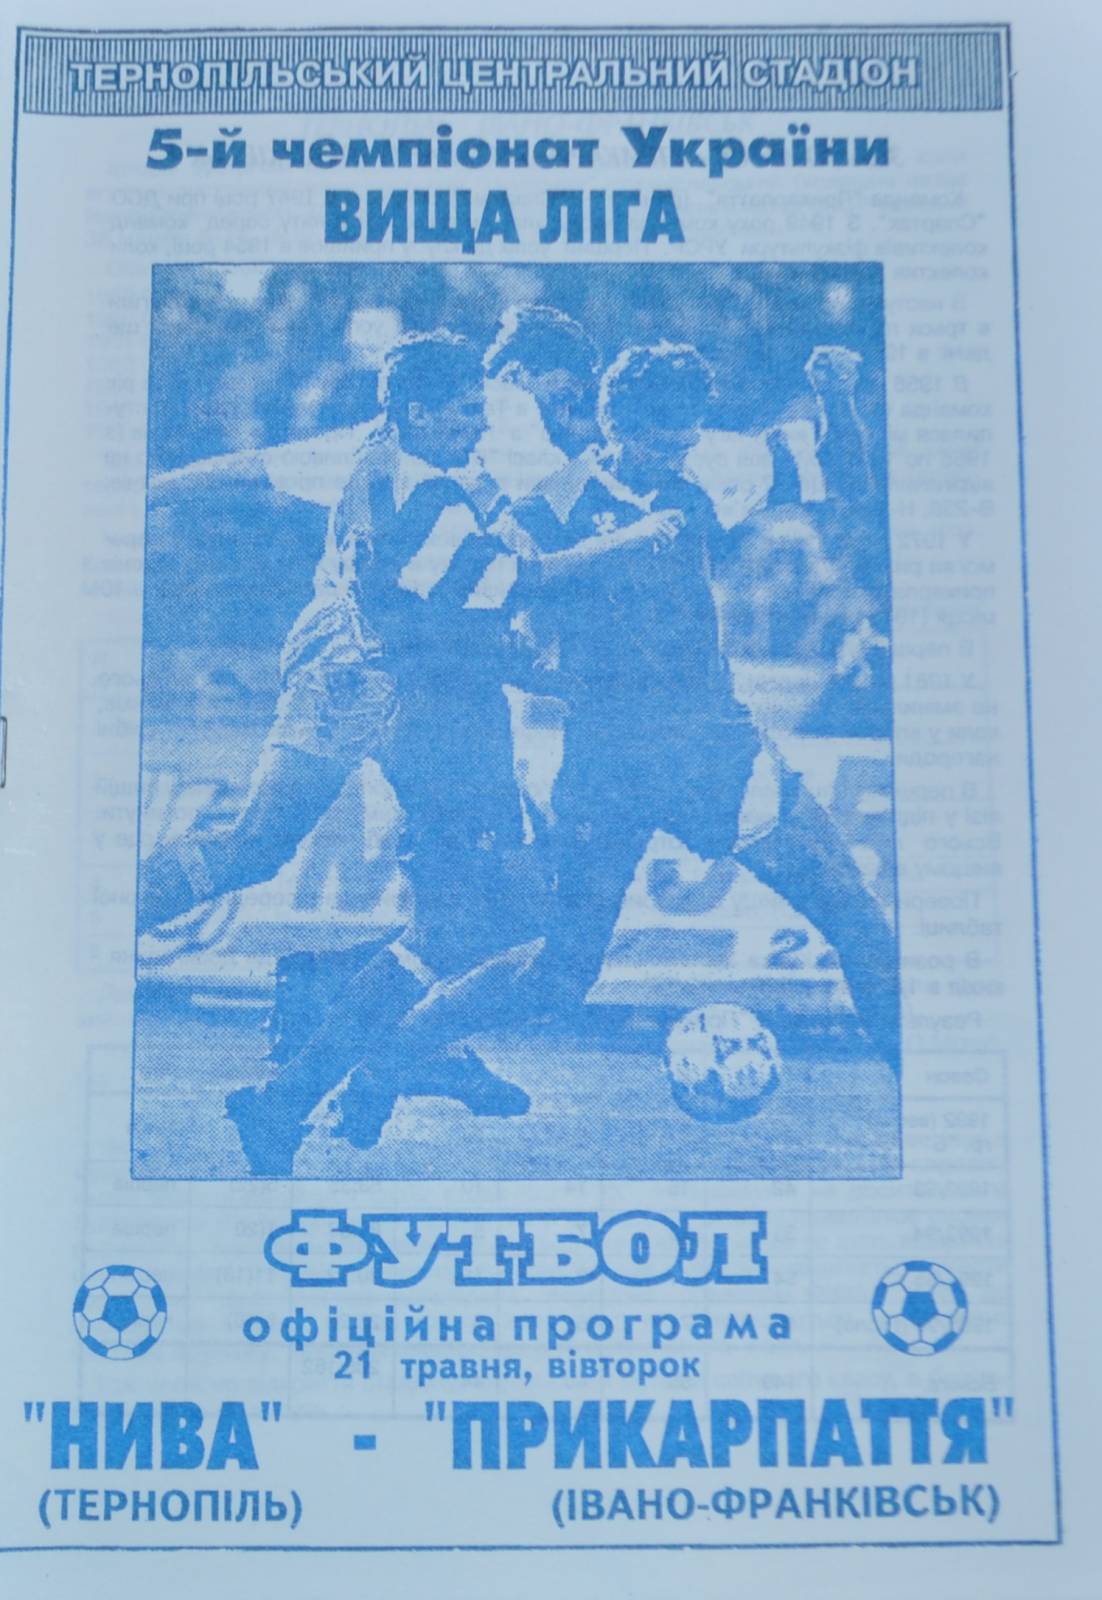 ТЕРНОПІЛЬСЬКИЙ ЦЕНТРАЛЬНИЙ СТАДІОН
5-й чемпіонат України
ВИЩА ЛІГА
2
ФУТБОЛ
офіційна програма
21 травня, вівторок
"НИВА" - "ПРИКАРПАТТЯ"
(ТЕРНОПІЛЬ) (ІВАНО-ФРАНКІВСЬК)